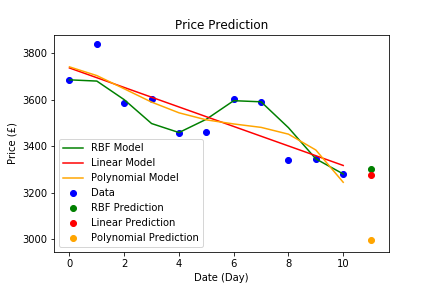 Price Prediction
3800
3600
3400
3200
3000
Price (£)
RBF Model
Linear Model
Polynomial Model
Data
RBF Prediction
Linear Prediction
Polynomial Prediction
0 2 4 6 8 10
Date (Day)